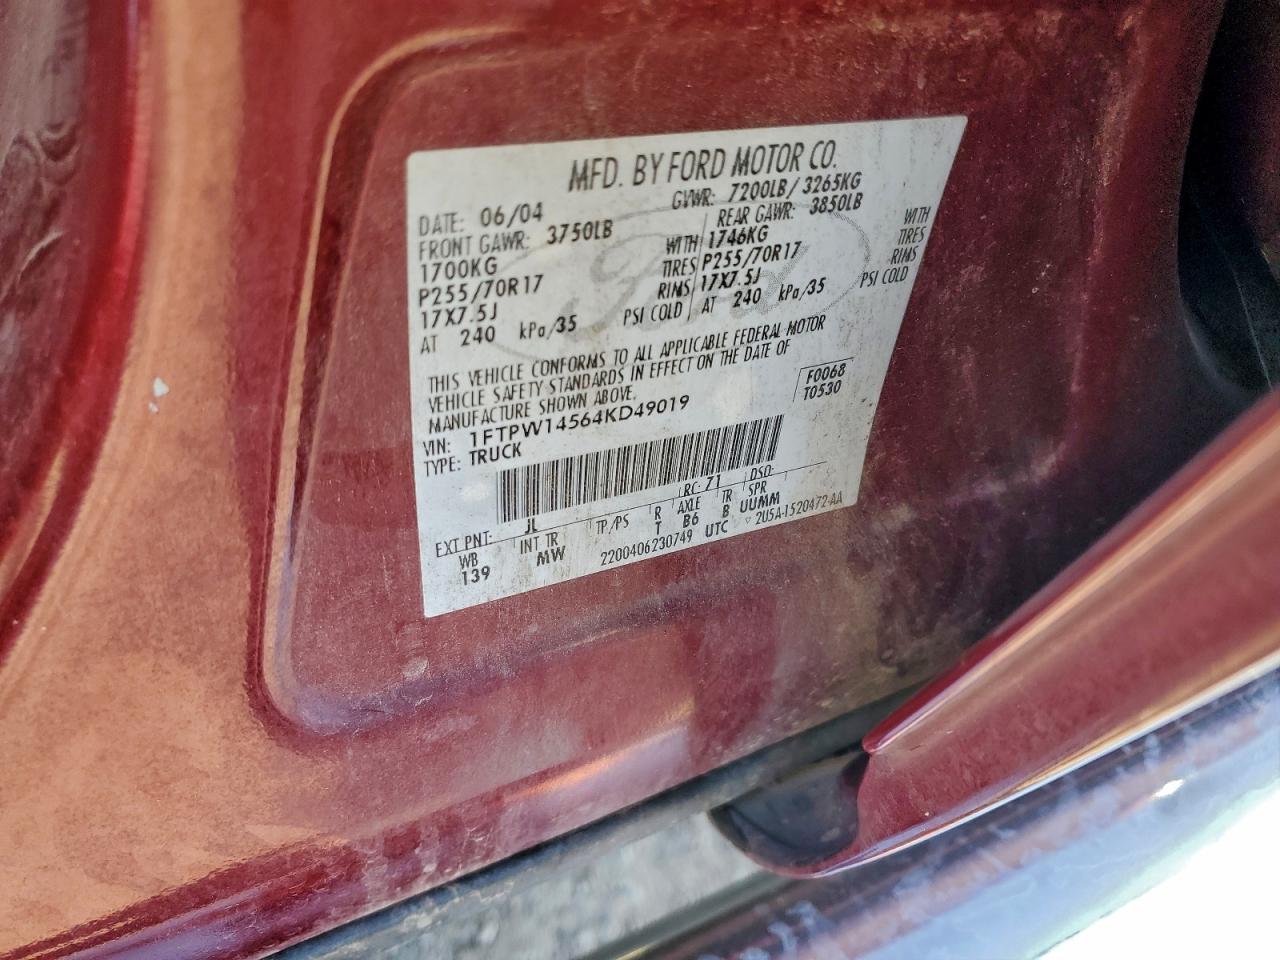 MFD. BY FORD MOTOR CO.
DATE: 06/04 GVWR: 7200LB/ 3265KG
FRONT GAWR: 3750LB REAR GAWR: 3850LB
1700KG WITH 1746KG WITH
P255/70R17 TIRES P255/70R17 TIRES
17X7.5J RIMS 17X7.5J RIMS
AT 240 kPa/35 PSI COLD AT 240 kPa/35 PSI COLD
THIS VEHICLE CONFORMS TO ALL APPLICABLE FEDERAL MOTOR
VEHICLE SAFETY STANDARDS IN EFFECT ON THE DATE OF
MANUFACTURE SHOWN ABOVE.
F0068
VIN: 1FTPW14564KD49019 T0530
TYPE: TRUCK
EXT PNT: JL RC: 71 DSO:
WB INT TR TP/PS R AXLE TR SPR
139 MW T B6 B UUMM
2200406230749 UTC ▽ 2U5A-1520472-AA
Ford